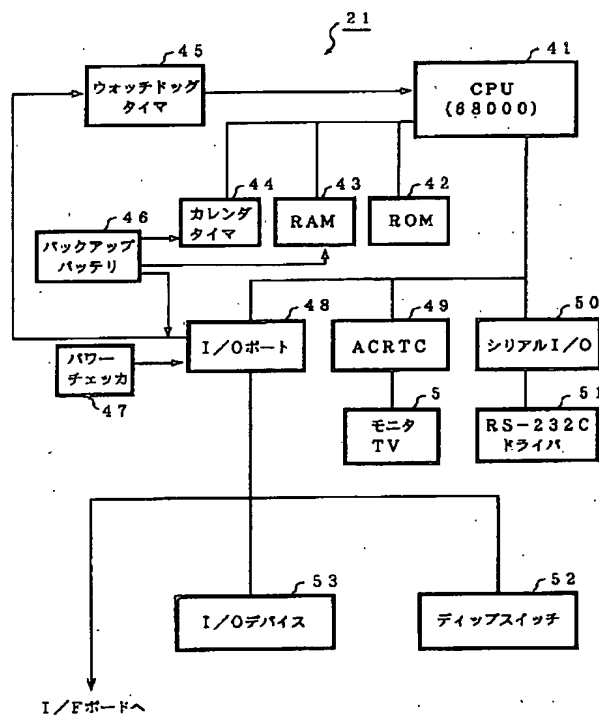 21
45
41
ウォッチドッグ
タイマ
CPU
(68000)
44
43
42
46
カレンダ
タイマ
RAM
ROM
バックアップ
バッテリ
48
49
50
I/Oポート
ACRTC
シリアルI/O
パワー
チェッカ
47
5
51
モニタ
TV
RS-232C
ドライバ
53
52
I/Oデバイス
ディップスイッチ
I/Fボードへ